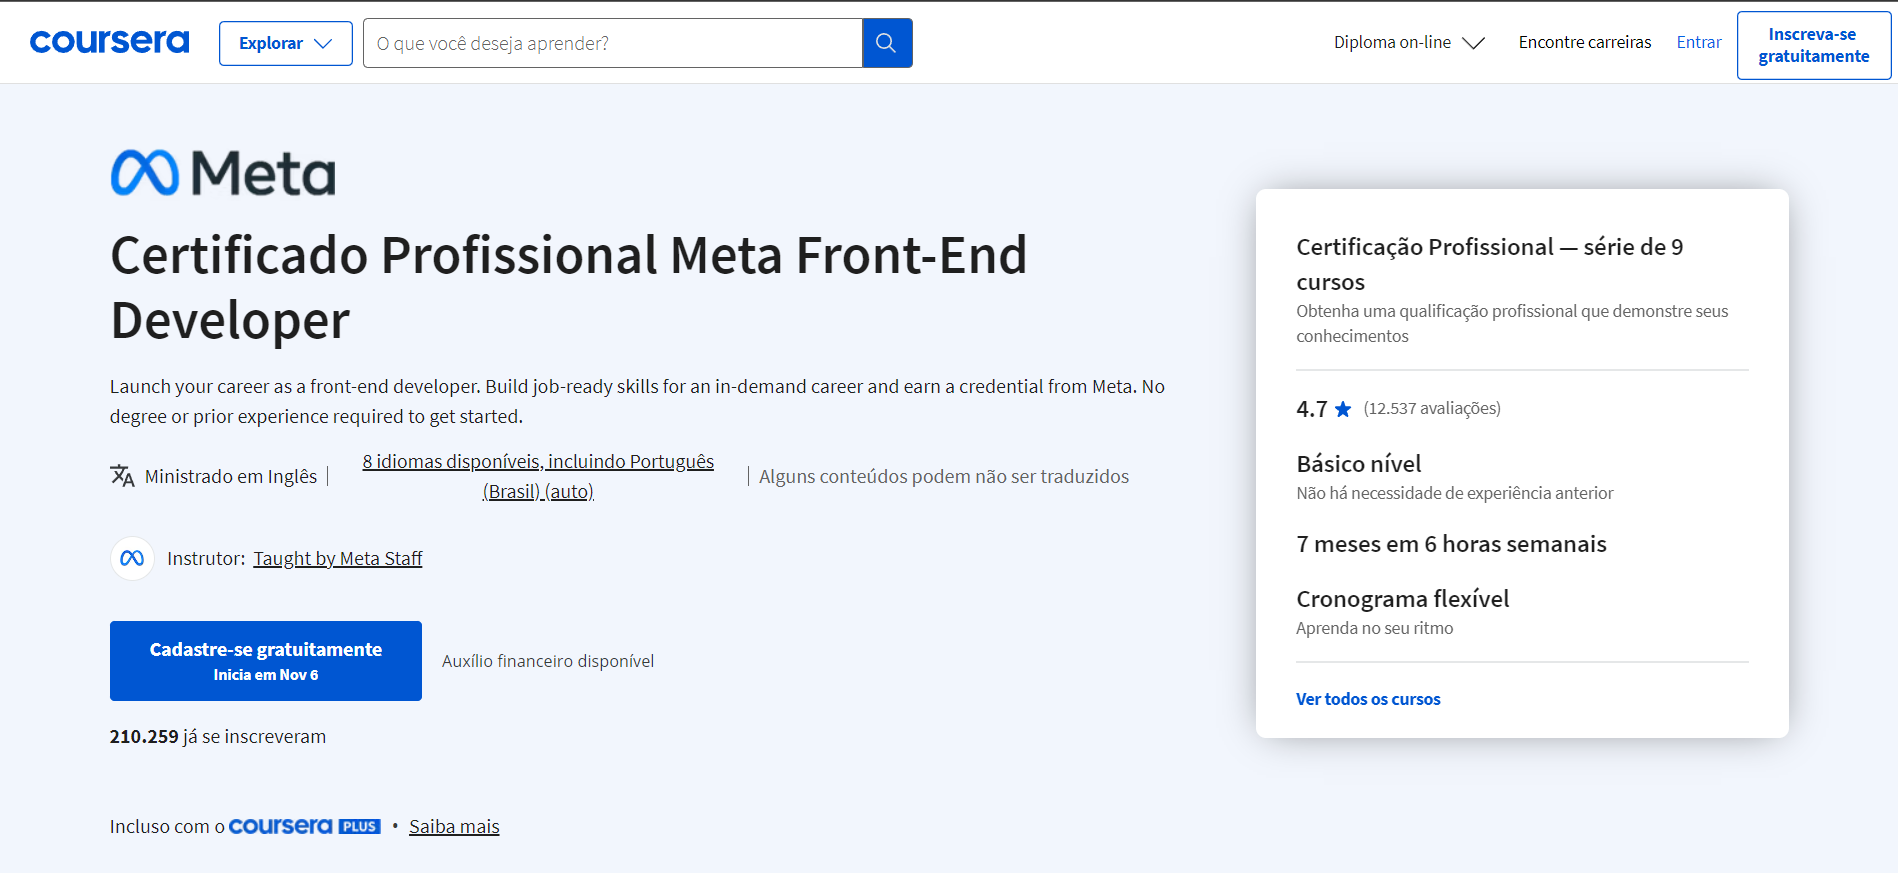 coursera
Explorar
O que você deseja aprender?
Diploma on-line
Encontre carreiras
Entrar
Inscreva-se
gratuitamente
Meta
Certificado Profissional Meta Front-End
Developer
Launch your career as a front-end developer. Build job-ready skills for an in-demand career and earn a credential from Meta. No
degree or prior experience required to get started.
Ministrado em Inglês
8 idiomas disponíveis, incluindo Português
(Brasil) (auto)
Alguns conteúdos podem não ser traduzidos
Instrutor: Taught by Meta Staff
Cadastre-se gratuitamente
Inicia em Nov 6
Auxílio financeiro disponível
210.259 já se inscreveram
Incluso com o coursera PLUS • Saiba mais
Certificação Profissional — série de 9
cursos
Obtenha uma qualificação profissional que demonstre seus
conhecimentos
4.7 ★ (12.537 avaliações)
Básico nível
Não há necessidade de experiência anterior
7 meses em 6 horas semanais
Cronograma flexível
Aprenda no seu ritmo
Ver todos os cursos